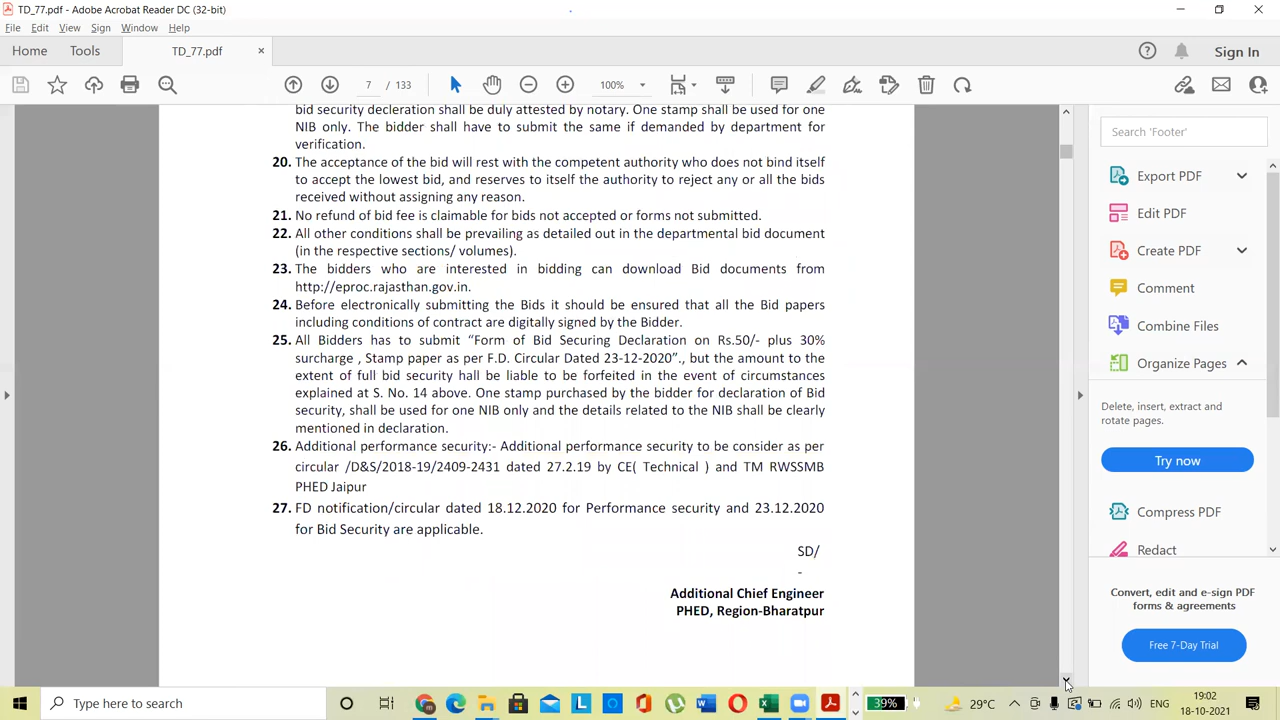 TD_77.pdf - Adobe Acrobat Reader DC (32-bit)
File Edit View Sign Window Help
Home Tools TD_77.pdf × Sign In
7 / 133 100%
bid security decleration shall be duly attested by notary. One stamp shall be used for one
NIB only. The bidder shall have to submit the same if demanded by department for
verification.
20. The acceptance of the bid will rest with the competent authority who does not bind itself
to accept the lowest bid, and reserves to itself the authority to reject any or all the bids
received without assigning any reason.
21. No refund of bid fee is claimable for bids not accepted or forms not submitted.
22. All other conditions shall be prevailing as detailed out in the departmental bid document
(in the respective sections/ volumes).
23. The bidders who are interested in bidding can download Bid documents from
http://eproc.rajasthan.gov.in.
24. Before electronically submitting the Bids it should be ensured that all the Bid papers
including conditions of contract are digitally signed by the Bidder.
25. All Bidders has to submit “Form of Bid Securing Declaration on Rs.50/- plus 30%
surcharge , Stamp paper as per F.D. Circular Dated 23-12-2020”., but the amount to the
extent of full bid security hall be liable to be forfeited in the event of circumstances
explained at S. No. 14 above. One stamp purchased by the bidder for declaration of Bid
security, shall be used for one NIB only and the details related to the NIB shall be clearly
mentioned in declaration.
26. Additional performance security:- Additional performance security to be consider as per
circular /D&S/2018-19/2409-2431 dated 27.2.19 by CE( Technical ) and TM RWSSMB
PHED Jaipur
27. FD notification/circular dated 18.12.2020 for Performance security and 23.12.2020
for Bid Security are applicable.
SD/
-
Additional Chief Engineer
PHED, Region-Bharatpur
Search 'Footer'
Export PDF
Edit PDF
Create PDF
Comment
Combine Files
Organize Pages
Delete, insert, extract and
rotate pages.
Try now
Compress PDF
Redact
Convert, edit and e-sign PDF
forms & agreements
Free 7-Day Trial
Type here to search 39% 29°C ENG 19:02
18-10-2021